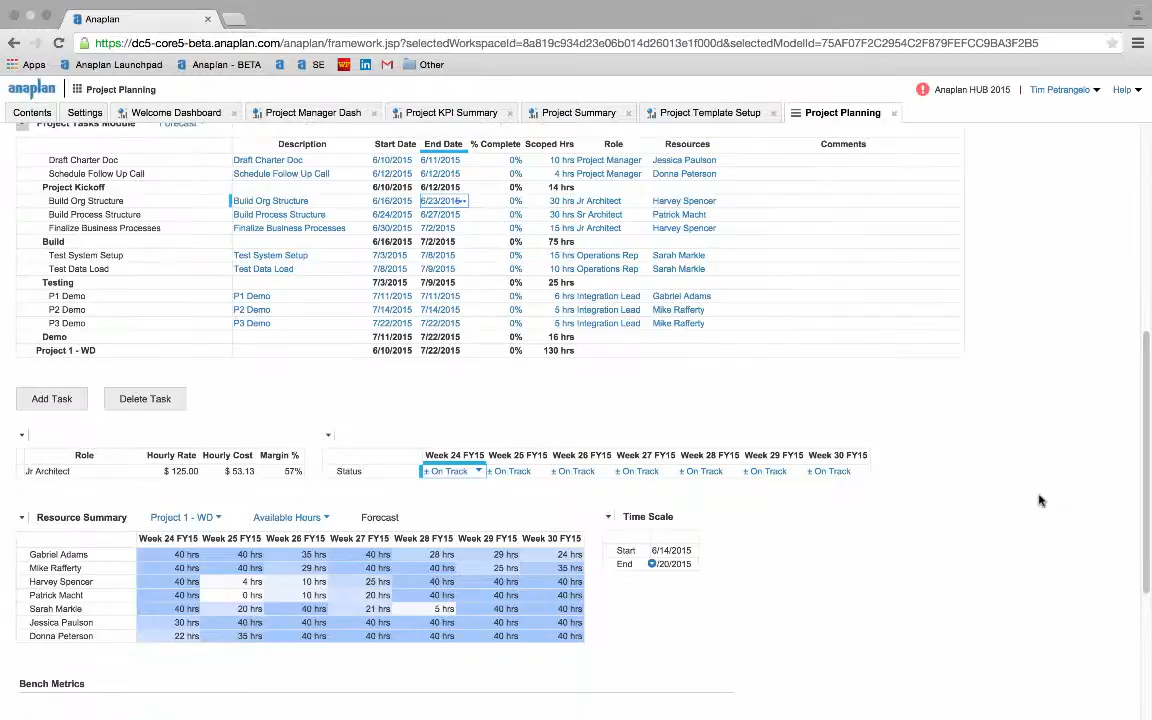 Anaplan
https://dc5-core5-beta.anaplan.com/anaplan/framework.jsp?selectedWorkspaceId=8a819c934d23e06b014d26013e1f000d&selectedModelId=75AF07F2C2954C2F879FEFCC9BA3F2B5
Apps Anaplan Launchpad Anaplan - BETA SE Other
anaplan Project Planning Anaplan HUB 2015 Tim Petrangelo Help
Contents Settings Welcome Dashboard Project Manager Dash Project KPI Summary Project Summary Project Template Setup Project Planning
Project Tasks Module Forecast
Description Start Date End Date % Complete Scoped Hrs Role Resources Comments
Draft Charter Doc Draft Charter Doc 6/10/2015 6/11/2015 0% 10 hrs Project Manager Jessica Paulson
Schedule Follow Up Call Schedule Follow Up Call 6/12/2015 6/12/2015 0% 4 hrs Project Manager Donna Peterson
Project Kickoff 6/10/2015 6/12/2015 0% 14 hrs
Build Org Structure Build Org Structure 6/16/2015 6/23/2015 0% 30 hrs Jr Architect Harvey Spencer
Build Process Structure Build Process Structure 6/24/2015 6/27/2015 0% 30 hrs Sr Architect Patrick Macht
Finalize Business Processes Finalize Business Processes 6/30/2015 7/2/2015 0% 15 hrs Jr Architect Harvey Spencer
Build 6/16/2015 7/2/2015 0% 75 hrs
Test System Setup Test System Setup 7/3/2015 7/8/2015 0% 15 hrs Operations Rep Sarah Markle
Test Data Load Test Data Load 7/8/2015 7/9/2015 0% 10 hrs Operations Rep Sarah Markle
Testing 7/3/2015 7/9/2015 0% 25 hrs
P1 Demo P1 Demo 7/11/2015 7/11/2015 0% 6 hrs Integration Lead Gabriel Adams
P2 Demo P2 Demo 7/14/2015 7/14/2015 0% 5 hrs Integration Lead Mike Rafferty
P3 Demo P3 Demo 7/22/2015 7/22/2015 0% 5 hrs Integration Lead Mike Rafferty
Demo 7/11/2015 7/22/2015 0% 16 hrs
Project 1 - WD 6/10/2015 7/22/2015 0% 130 hrs
Add Task Delete Task
Role Hourly Rate Hourly Cost Margin % Week 24 FY15 Week 25 FY15 Week 26 FY15 Week 27 FY15 Week 28 FY15 Week 29 FY15 Week 30 FY15
Jr Architect $ 125.00 $ 53.13 57% Status ± On Track ± On Track ± On Track ± On Track ± On Track ± On Track ± On Track
Resource Summary Project 1 - WD Available Hours Forecast Time Scale
Week 24 FY15 Week 25 FY15 Week 26 FY15 Week 27 FY15 Week 28 FY15 Week 29 FY15 Week 30 FY15
Gabriel Adams 40 hrs 40 hrs 35 hrs 40 hrs 28 hrs 29 hrs 24 hrs Start 6/14/2015
Mike Rafferty 40 hrs 40 hrs 29 hrs 40 hrs 40 hrs 25 hrs 35 hrs End /20/2015
Harvey Spencer 40 hrs 4 hrs 10 hrs 25 hrs 40 hrs 40 hrs 40 hrs
Patrick Macht 40 hrs 0 hrs 10 hrs 20 hrs 40 hrs 40 hrs 40 hrs
Sarah Markle 40 hrs 20 hrs 40 hrs 21 hrs 5 hrs 40 hrs 40 hrs
Jessica Paulson 30 hrs 40 hrs 40 hrs 40 hrs 40 hrs 40 hrs 40 hrs
Donna Peterson 22 hrs 35 hrs 40 hrs 40 hrs 40 hrs 40 hrs 40 hrs
Bench Metrics